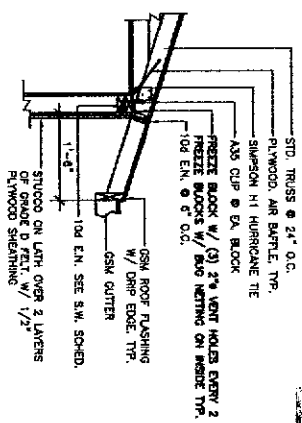 STD. TRUSS @ 24" O.C.
PLYWOOD AIR BAFFLE, TYP.
SIMPSON H1 HURRICANE TIE
A35 CLIP @ EA. BLOCK
FREEZE BLOCK W/ (3) 2"ø VENT HOLES EVERY 2
FREEZE BLOCKS W/ BUG NETTING ON INSIDE TYP.
10d E.N. @ 6" O.C.
GSM ROOF FLASHING
W/ DRIP EDGE, TYP.
GSM GUTTER
1'-6"
10d E.N. SEE S.W. SCHED.
STUCCO ON LATH OVER 2 LAYERS
OF GRADE D FELT. W/ 1/2"
PLYWOOD SHEATHING